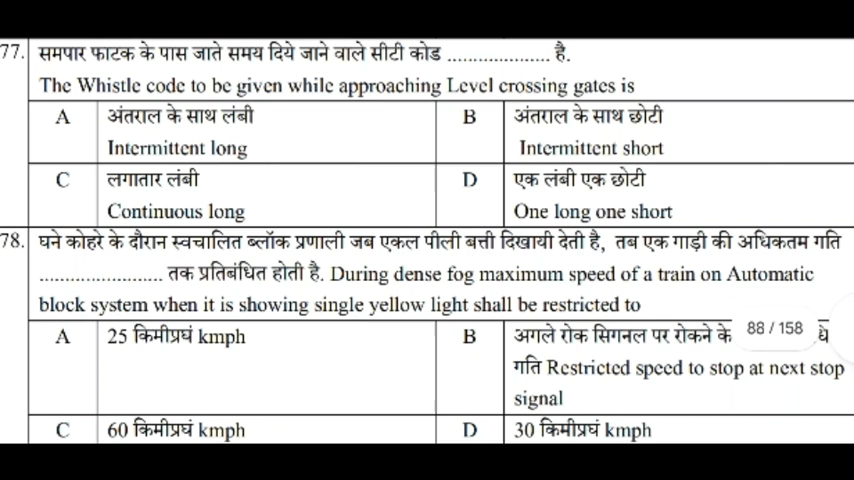 77. समपार फाटक के पास जाते समय दिये जाने वाले सीटी कोड .................... है.
The Whistle code to be given while approaching Level crossing gates is
A अंतराल के साथ लंबी B अंतराल के साथ छोटी
Intermittent long Intermittent short
C लगातार लंबी D एक लंबी एक छोटी
Continuous long One long one short
78. घने कोहरे के दौरान स्वचालित ब्लॉक प्रणाली जब एकल पीली बत्ती दिखायी देती है, तब एक गाड़ी की अधिकतम गति
........................ तक प्रतिबंधित होती है. During dense fog maximum speed of a train on Automatic
block system when it is showing single yellow light shall be restricted to
A 25 किमीप्रघं kmph B अगले रोक सिगनल पर रोकने के
88 / 158
गति Restricted speed to stop at next stop
signal
C 60 किमीप्रघं kmph D 30 किमीप्रघं kmph